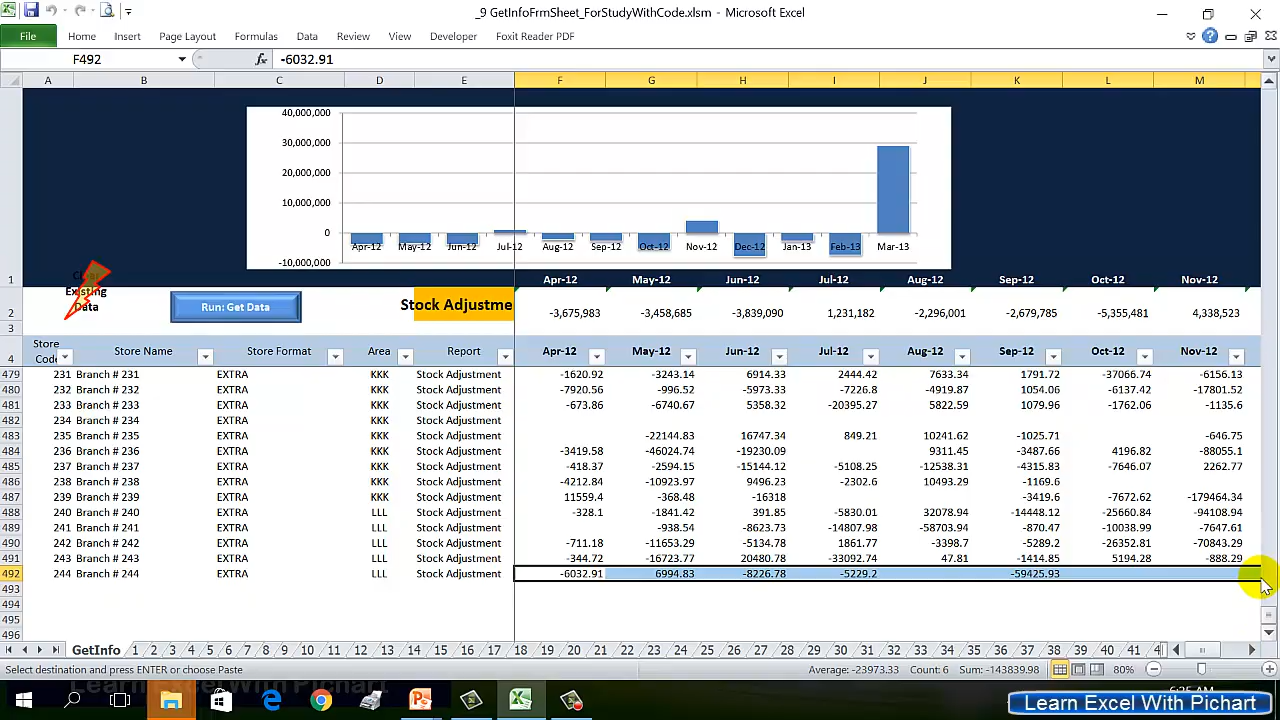 _9 GetInfoFrmSheet_ForStudyWithCode.xlsm - Microsoft Excel
File Home Insert Page Layout Formulas Data Review View Developer Foxit Reader PDF
F492 fx -6032.91
A B C D E F G H I J K L M
40,000,000
30,000,000
20,000,000
10,000,000
0
-10,000,000
Apr-12 May-12 Jun-12 Jul-12 Aug-12 Sep-12 Oct-12 Nov-12 Dec-12 Jan-13 Feb-13 Mar-13
1 Apr-12 May-12 Jun-12 Jul-12 Aug-12 Sep-12 Oct-12 Nov-12
Clear
Existing
Data
Run: Get Data
Stock Adjustme
2 -3,675,983 -3,458,685 -3,839,090 1,231,182 -2,296,001 -2,679,785 -5,355,481 4,338,523
3
4 Store Code Store Name Store Format Area Report Apr-12 May-12 Jun-12 Jul-12 Aug-12 Sep-12 Oct-12 Nov-12
479 231 Branch # 231 EXTRA KKK Stock Adjustment -1620.92 -3243.14 6914.33 2444.42 7633.34 1791.72 -37066.74 -6156.13
480 232 Branch # 232 EXTRA KKK Stock Adjustment -7920.56 -996.52 -5973.33 -7226.8 -4919.87 1054.06 -6137.42 -17801.52
481 233 Branch # 233 EXTRA KKK Stock Adjustment -673.86 -6740.67 5358.32 -20395.27 5822.59 1079.96 -1762.06 -1135.6
482 234 Branch # 234 EXTRA KKK Stock Adjustment
483 235 Branch # 235 EXTRA KKK Stock Adjustment -22144.83 16747.34 849.21 10241.62 -1025.71 -646.75
484 236 Branch # 236 EXTRA KKK Stock Adjustment -3419.58 -46024.74 -19230.09 9311.45 -3487.66 4196.82 -88055.1
485 237 Branch # 237 EXTRA KKK Stock Adjustment -418.37 -2594.15 -15144.12 -5108.25 -12538.31 -4315.83 -7646.07 2262.77
486 238 Branch # 238 EXTRA KKK Stock Adjustment -4212.84 -10923.97 9496.23 -2302.6 10493.29 -1169.6
487 239 Branch # 239 EXTRA KKK Stock Adjustment 11559.4 -368.48 -16318 -3419.6 -7672.62 -179464.34
488 240 Branch # 240 EXTRA LLL Stock Adjustment -328.1 -1841.42 391.85 -5830.01 32078.94 -14448.12 -25660.84 -94108.94
489 241 Branch # 241 EXTRA LLL Stock Adjustment -938.54 -8623.73 -14807.98 -58703.94 -870.47 -10038.99 -7647.61
490 242 Branch # 242 EXTRA LLL Stock Adjustment -711.18 -11653.29 -5134.78 1861.77 -3398.7 -5289.2 -26352.81 -70843.29
491 243 Branch # 243 EXTRA LLL Stock Adjustment -344.72 -16723.77 20480.78 -33092.74 47.81 -1414.85 5194.28 -888.29
492 244 Branch # 244 EXTRA LLL Stock Adjustment -6032.91 6994.83 -8226.78 -5229.2 -59425.93
493
494
495
496
GetInfo 1 2 3 4 5 6 7 8 9 10 11 12 13 14 15 16 17 18 19 20 21 22 23 24 25 26 27 28 29 30 31 32 33 34 35 36 37 38 39 40 41 4
Select destination and press ENTER or choose Paste Average: -23973.33 Count: 6 Sum: -143839.98 80%
Learn Excel With Pichart
6:25 AM
Learn Excel With Pichart